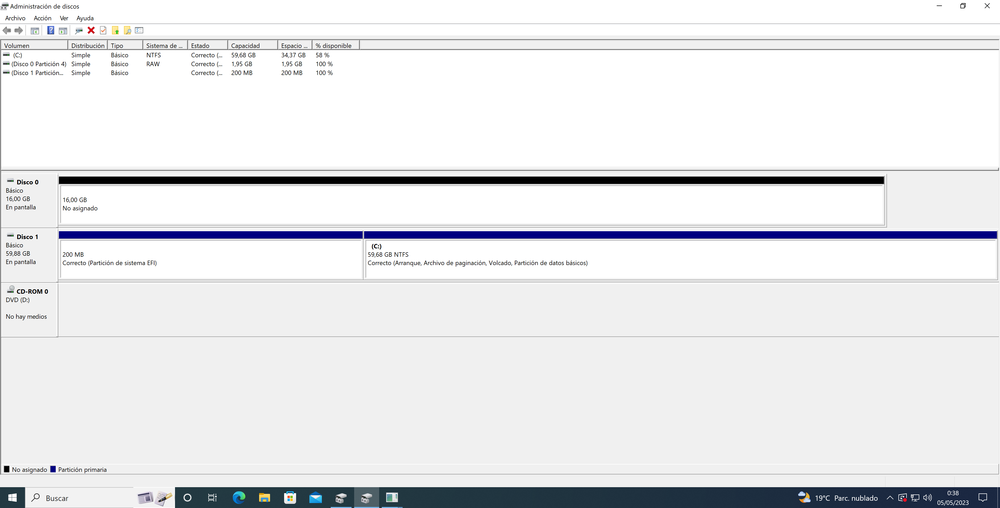 Administración de discos
Archivo Acción Ver Ayuda
Volumen Distribución Tipo Sistema de ... Estado Capacidad Espacio ... % disponible
(C:) Simple Básico NTFS Correcto (... 59,68 GB 34,37 GB 58 %
(Disco 0 Partición 4) Simple Básico RAW Correcto (... 1,95 GB 1,95 GB 100 %
(Disco 1 Partición... Simple Básico Correcto (... 200 MB 200 MB 100 %
Disco 0
Básico
16,00 GB
En pantalla
16,00 GB
No asignado
Disco 1
Básico
59,88 GB
En pantalla
200 MB
Correcto (Partición de sistema EFI)
(C:)
59,68 GB NTFS
Correcto (Arranque, Archivo de paginación, Volcado, Partición de datos básicos)
CD-ROM 0
DVD (D:)
No hay medios
No asignado Partición primaria
Buscar
19°C Parc. nublado
0:38
05/05/2023